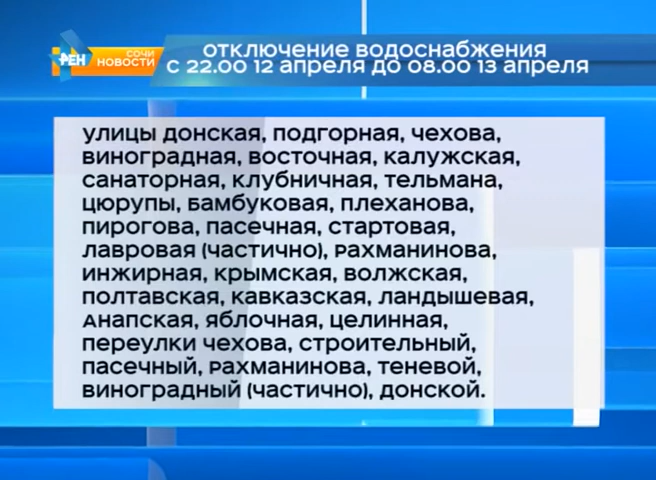 РЕН
СОЧИ
НОВОСТИ
ОТКЛЮЧЕНИЕ ВОДОСНАБЖЕНИЯ
С 22.00 12 АПРЕЛЯ ДО 08.00 13 АПРЕЛЯ
УЛИЦЫ ДОНСКАЯ, ПОДГОРНАЯ, ЧЕХОВА,
ВИНОГРАДНАЯ, ВОСТОЧНАЯ, КАЛУЖСКАЯ,
САНАТОРНАЯ, КЛУБНИЧНАЯ, ТЕЛЬМАНА,
ЦЮРУПЫ, БАМБУКОВАЯ, ПЛЕХАНОВА,
ПИРОГОВА, ПАСЕЧНАЯ, СТАРТОВАЯ,
ЛАВРОВАЯ (ЧАСТИЧНО), РАХМАНИНОВА,
ИНЖИРНАЯ, КРЫМСКАЯ, ВОЛЖСКАЯ,
ПОЛТАВСКАЯ, КАВКАЗСКАЯ, ЛАНДЫШЕВАЯ,
АНАПСКАЯ, ЯБЛОЧНАЯ, ЦЕЛИННАЯ,
ПЕРЕУЛКИ ЧЕХОВА, СТРОИТЕЛЬНЫЙ,
ПАСЕЧНЫЙ, РАХМАНИНОВА, ТЕНЕВОЙ,
ВИНОГРАДНЫЙ (ЧАСТИЧНО), ДОНСКОЙ.